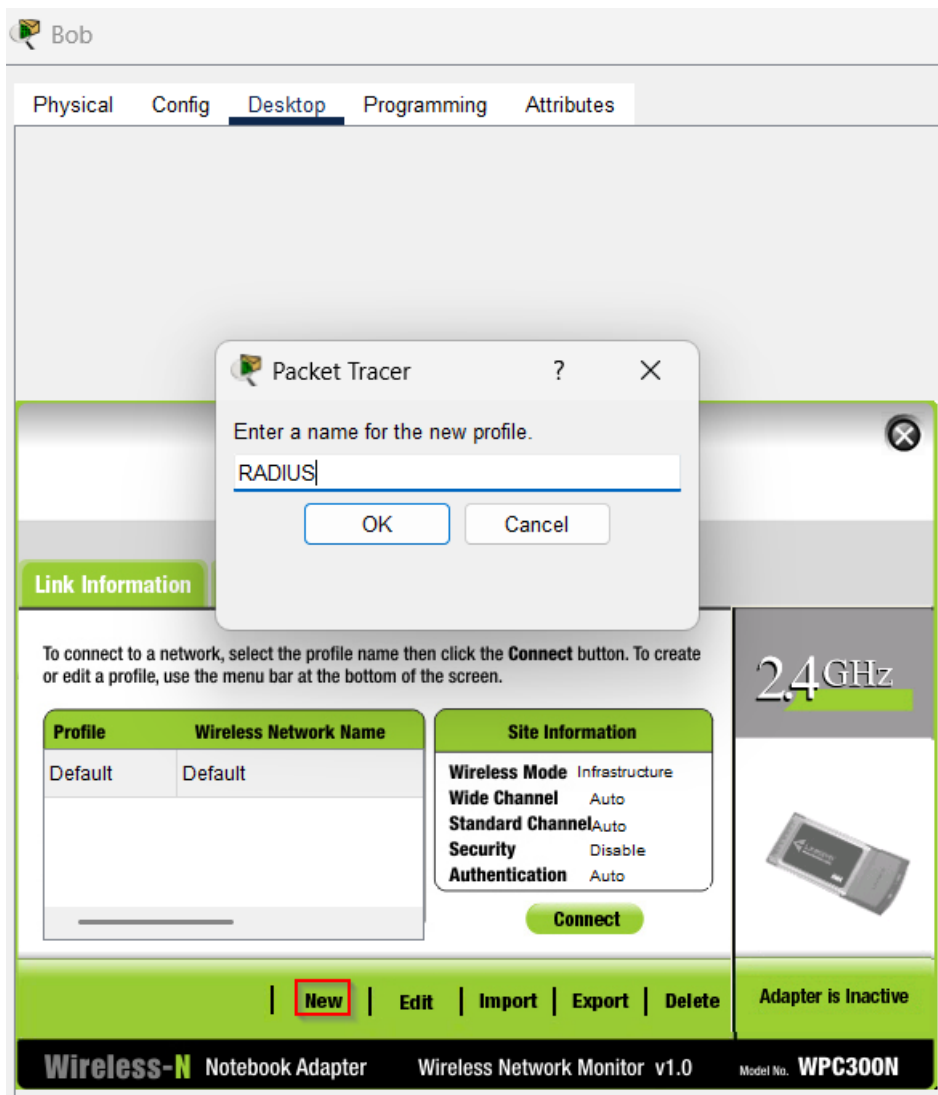 Bob
Physical Config Desktop Programming Attributes
Packet Tracer ? X
Enter a name for the new profile.
RADIUS
OK Cancel
Link Information
To connect to a network, select the profile name then click the Connect button. To create
or edit a profile, use the menu bar at the bottom of the screen.
2.4GHz
Profile Wireless Network Name
Default Default
Site Information
Wireless Mode Infrastructure
Wide Channel Auto
Standard Channel Auto
Security Disable
Authentication Auto
Connect
New | Edit | Import | Export | Delete
Adapter is Inactive
Wireless-N Notebook Adapter Wireless Network Monitor v1.0 Model No. WPC300N